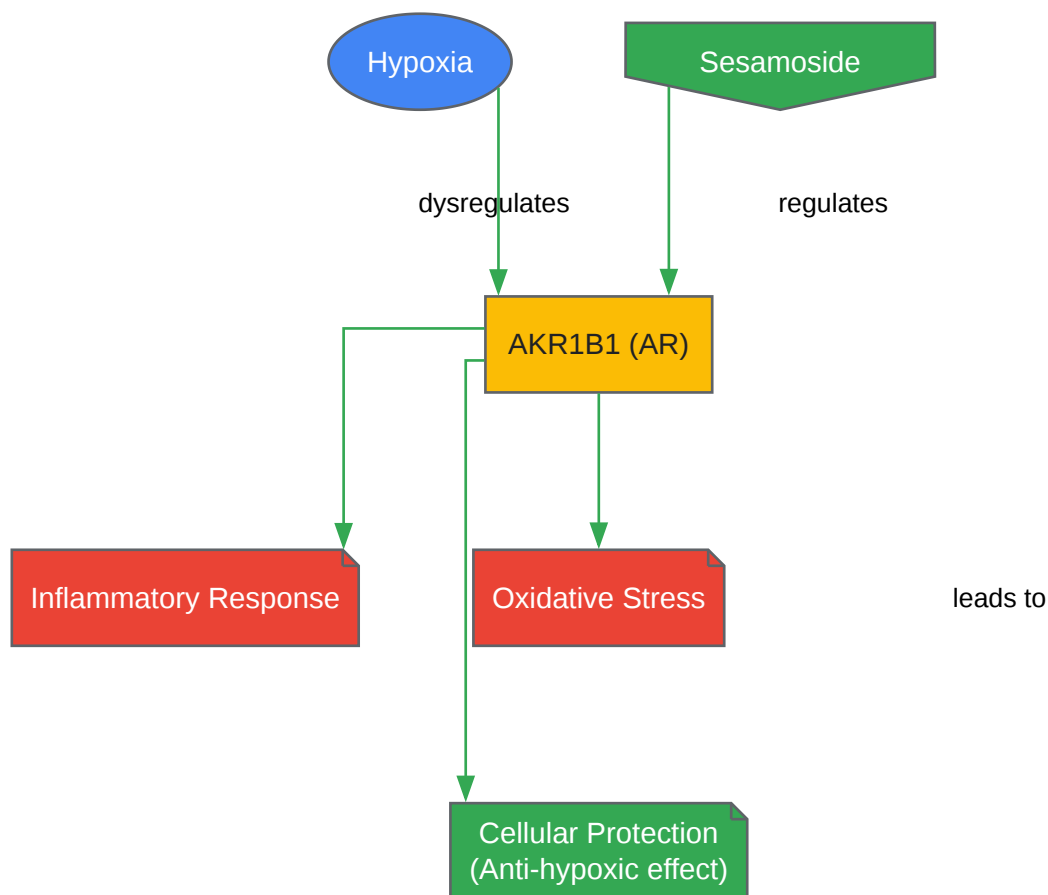 Hypoxia
Sesamoside
dysregulates
regulates
AKR1B1 (AR)
Inflammatory Response
Oxidative Stress
leads to
Cellular Protection
(Anti-hypoxic effect)